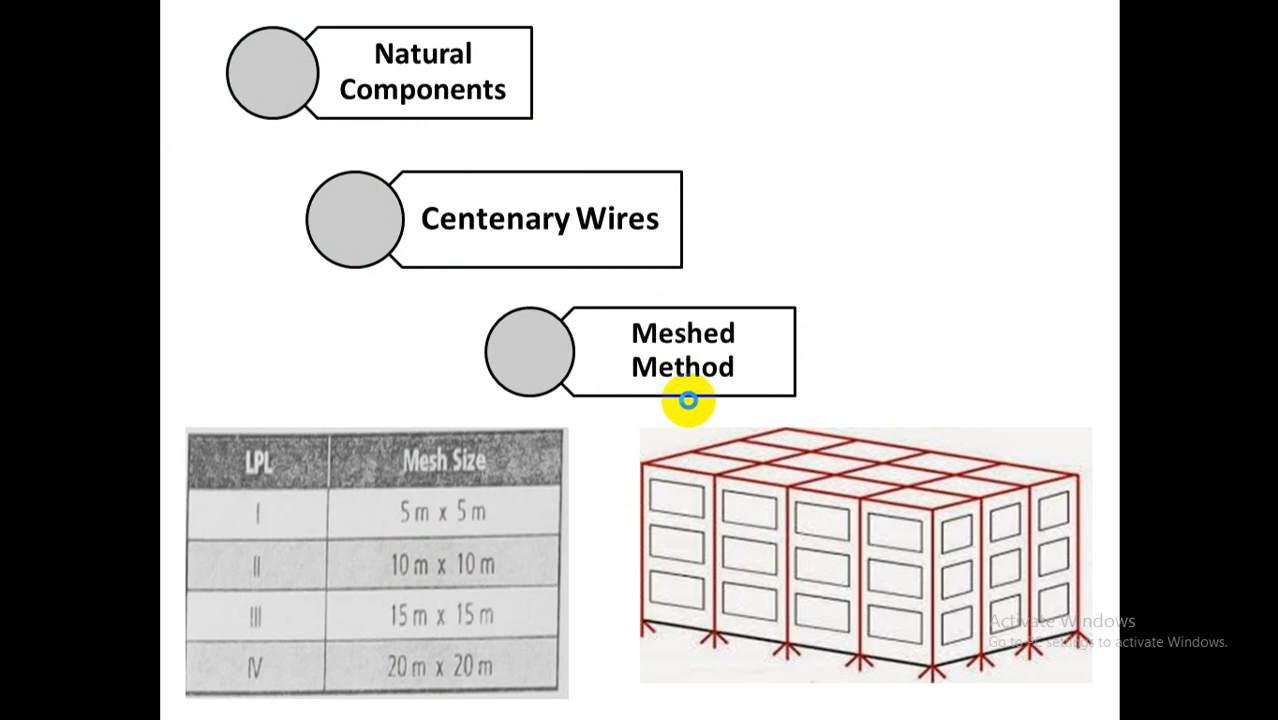 Natural
Components
Centenary Wires
Meshed
Method
LPL Mesh Size
I 5 m x 5 m
II 10 m x 10 m
III 15 m x 15 m
IV 20 m x 20 m
Activate Windows
Go to PC settings to activate Windows.